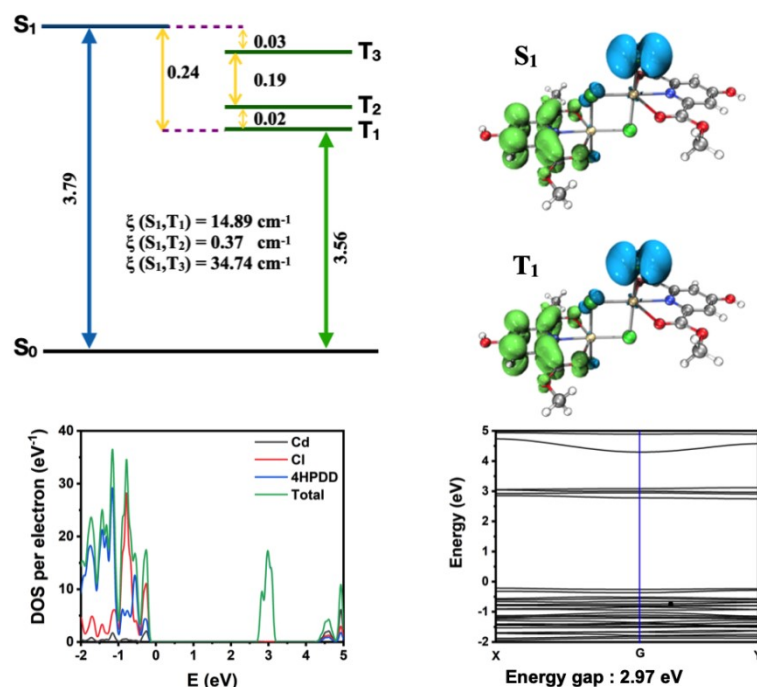 S₁
0.03
T₃
0.24
0.19
T₂
0.02
T₁
3.79
ξ (S₁,T₁) = 14.89 cm⁻¹
ξ (S₁,T₂) = 0.37 cm⁻¹
ξ (S₁,T₃) = 34.74 cm⁻¹
3.56
S₀
S₁
T₁
DOS per electron (eV⁻¹)
40
30
20
10
0
Cd
Cl
4HPDD
Total
-2 -1 0 1 2 3 4 5
E (eV)
Energy (eV)
5
4
3
2
1
0
-1
-2
X G Y
Energy gap : 2.97 eV